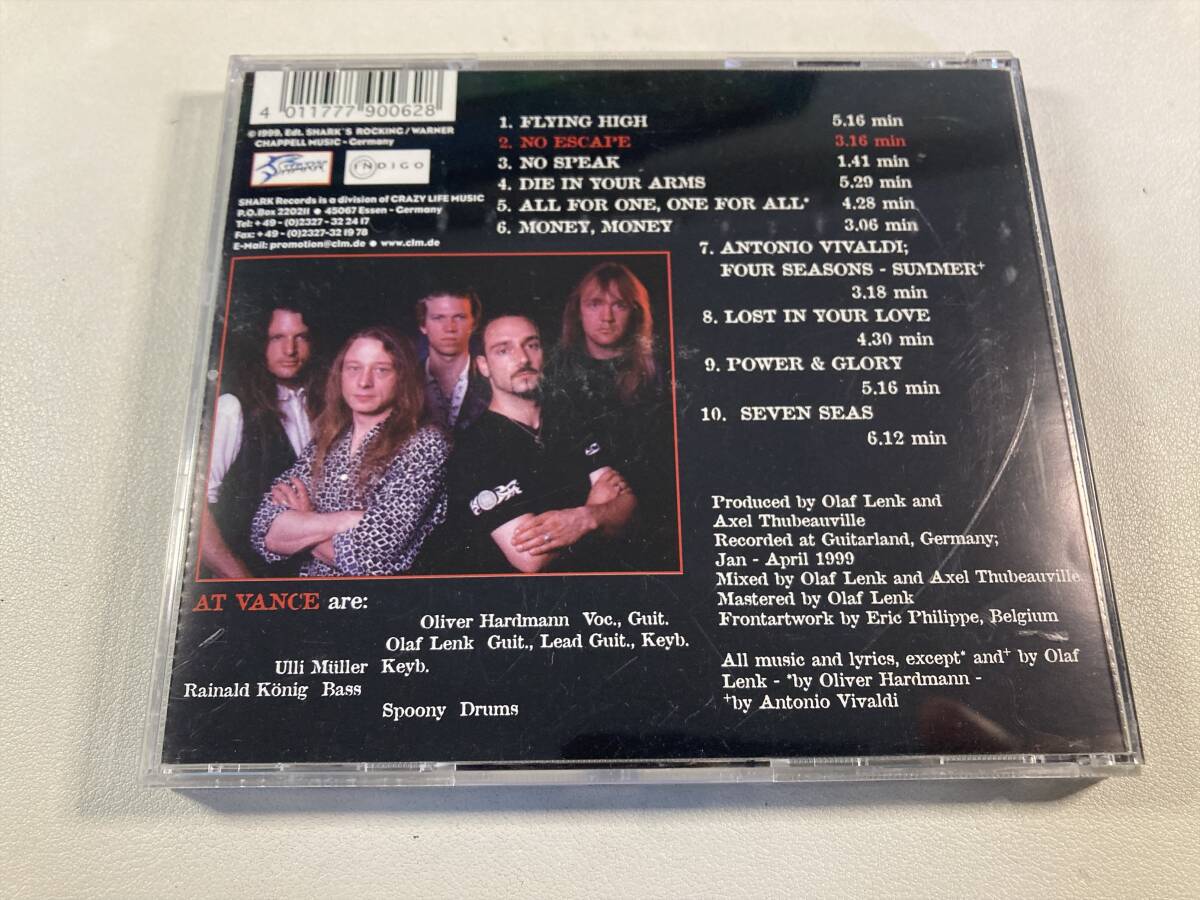 4 011777 900628
© 1999, Edt. SHARK'S ROCKING / WARNER
CHAPPELL MUSIC - Germany
SHARK
INDIGO
SHARK Records is a division of CRAZY LIFE MUSIC
P.O.Box 220211 ● 45067 Essen - Germany
Tel: +49 - (0)2327 - 32 24 17
Fax: +49 - (0)2327-32 19 78
E-Mail: promotion@clm.de ● www.clm.de
1. FLYING HIGH 5.16 min
2. NO ESCAPE 3.16 min
3. NO SPEAK 1.41 min
4. DIE IN YOUR ARMS 5.29 min
5. ALL FOR ONE, ONE FOR ALL* 4.28 min
6. MONEY, MONEY 3.06 min
7. ANTONIO VIVALDI;
FOUR SEASONS - SUMMER+
3.18 min
8. LOST IN YOUR LOVE
4.30 min
9. POWER & GLORY
5.16 min
10. SEVEN SEAS
6.12 min
AT VANCE are:
Oliver Hardmann Voc., Guit.
Olaf Lenk Guit., Lead Guit., Keyb.
Ulli Müller Keyb.
Rainald König Bass
Spoony Drums
Produced by Olaf Lenk and
Axel Thubeauville
Recorded at Guitarland, Germany;
Jan - April 1999
Mixed by Olaf Lenk and Axel Thubeauville
Mastered by Olaf Lenk
Frontartwork by Eric Philippe, Belgium
All music and lyrics, except* and+ by Olaf
Lenk - *by Oliver Hardmann -
+by Antonio Vivaldi